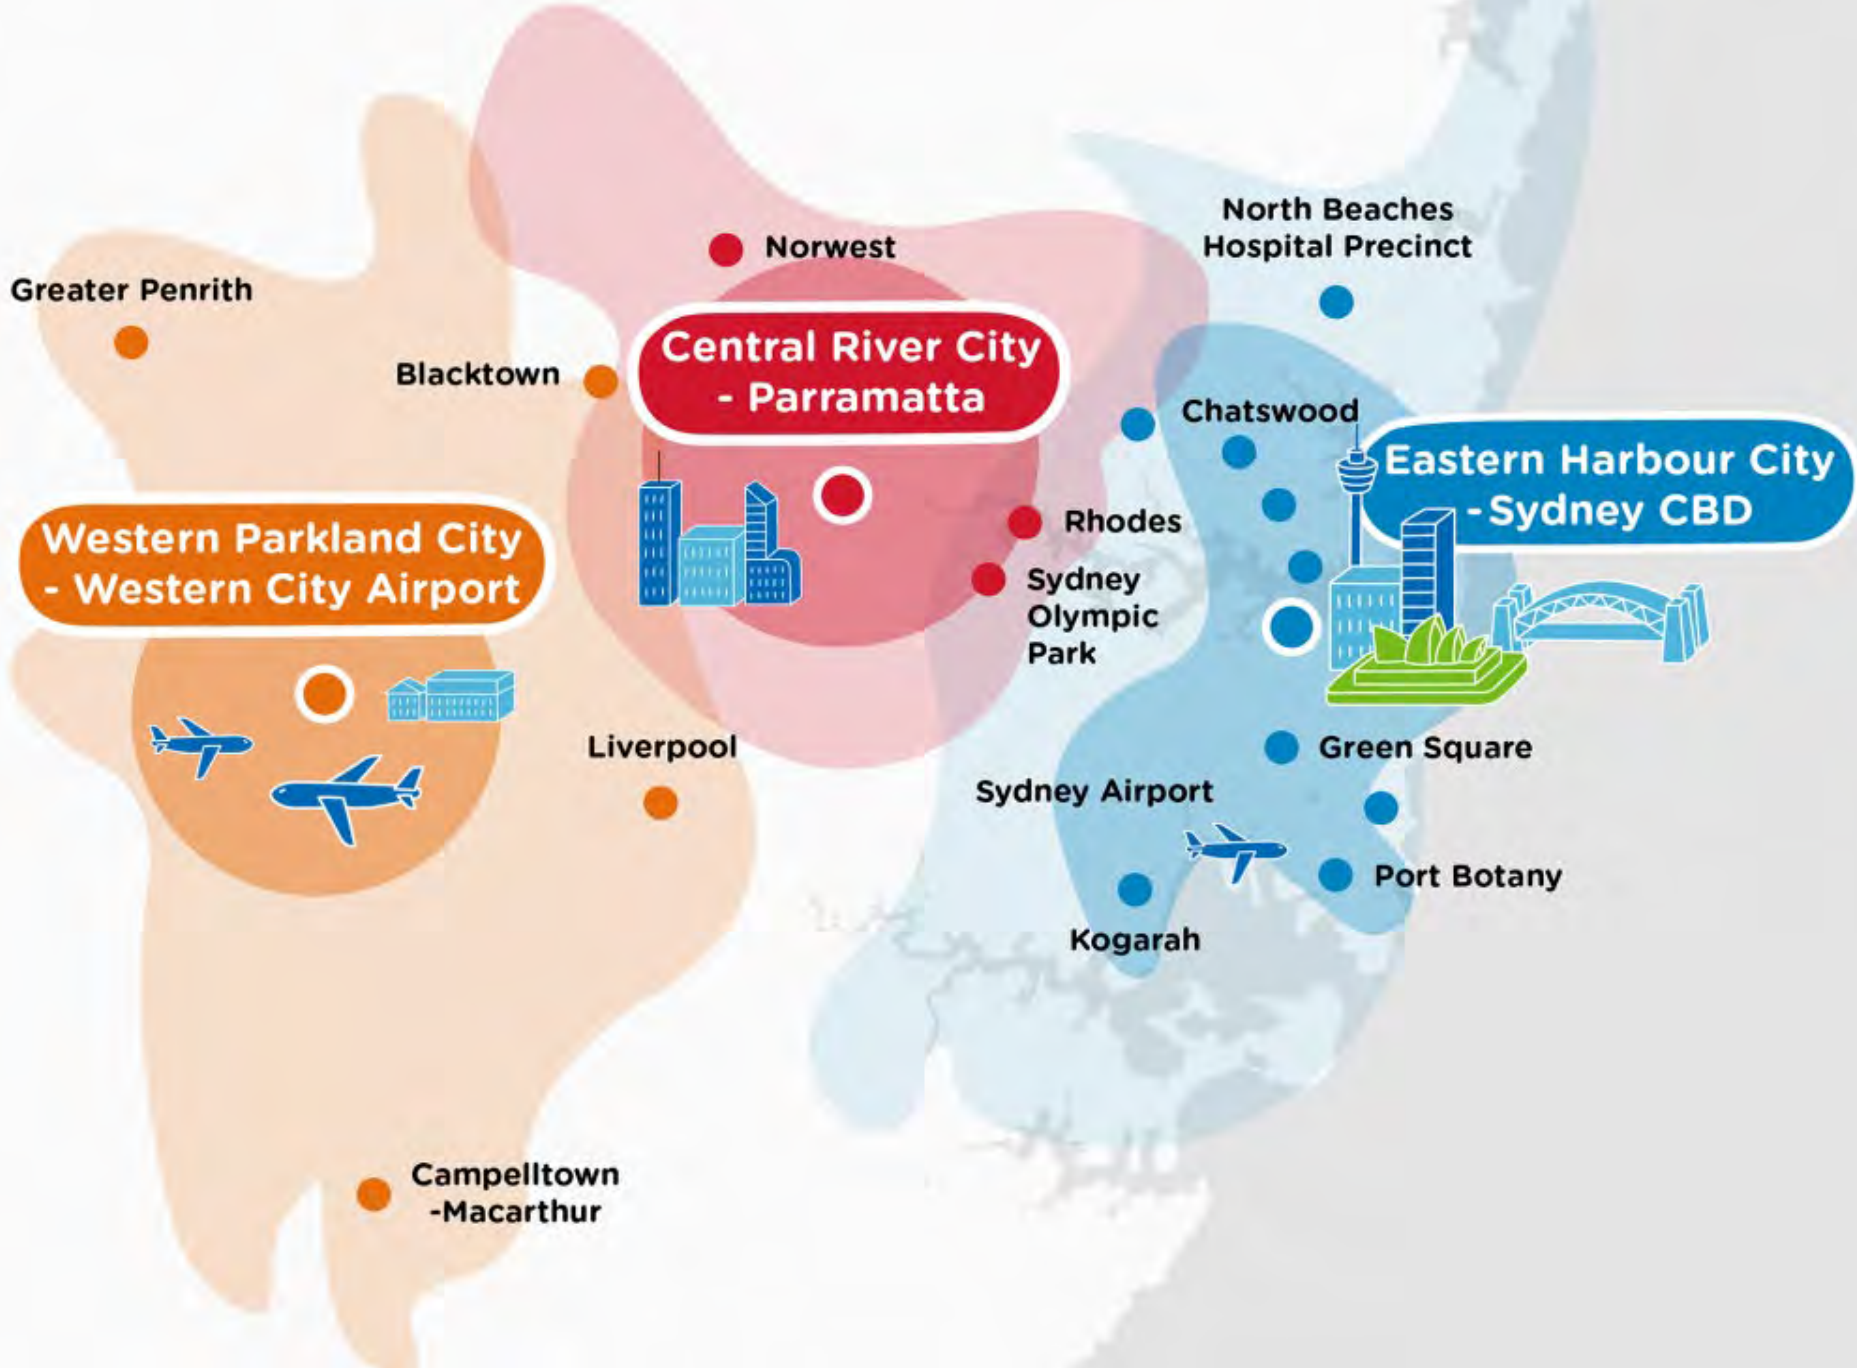 North Beaches
Hospital Precinct
Norwest
Greater Penrith
Central River City
- Parramatta
Blacktown
Chatswood
Eastern Harbour City
-Sydney CBD
Rhodes
Western Parkland City
- Western City Airport
Sydney
Olympic
Park
Liverpool
Green Square
Sydney Airport
Port Botany
Kogarah
Campelltown
-Macarthur